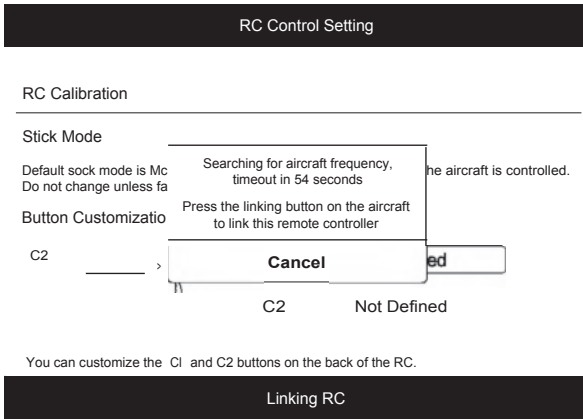 RC Control Setting
RC Calibration
Stick Mode
Default sock mode is Mc
he aircraft is controlled.
Do not change unless fa
Searching for aircraft frequency,
timeout in 54 seconds
Press the linking button on the aircraft
to link this remote controller
Button Customizatio
C2
›
Cancel
ed
C2 Not Defined
You can customize the Cl and C2 buttons on the back of the RC.
Linking RC